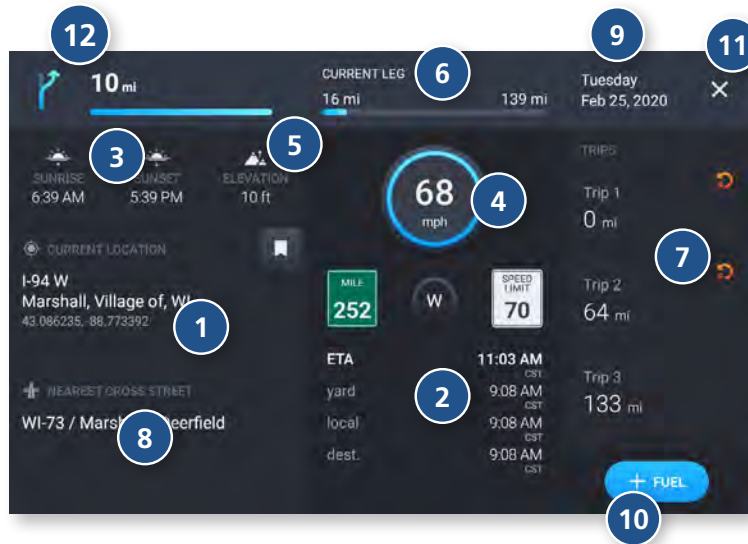 12
9
11
10 mi
CURRENT LEG
6
16 mi
139 mi
Tuesday
Feb 25, 2020
3
5
SUNRISE
SUNSET
ELEVATION
6:39 AM
5:39 PM
10 ft
68
mph
4
TRIPS
Trip 1
0 mi
CURRENT LOCATION
I-94 W
Marshall, Village of, WI
43.086235, -88.773392
1
MILE
252
W
SPEED
LIMIT
70
7
Trip 2
64 mi
ETA
11:03 AM
CST
yard
2
9:08 AM
CST
local
9:08 AM
CST
dest.
9:08 AM
CST
Trip 3
133 mi
NEAREST CROSS STREET
WI-73 /
8
+ FUEL
10